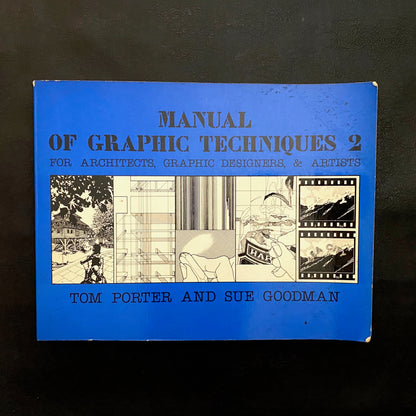 MANUAL
OF GRAPHIC TECHNIQUES 2
FOR ARCHITECTS, GRAPHIC DESIGNERS, & ARTISTS
TOM PORTER AND SUE GOODMAN